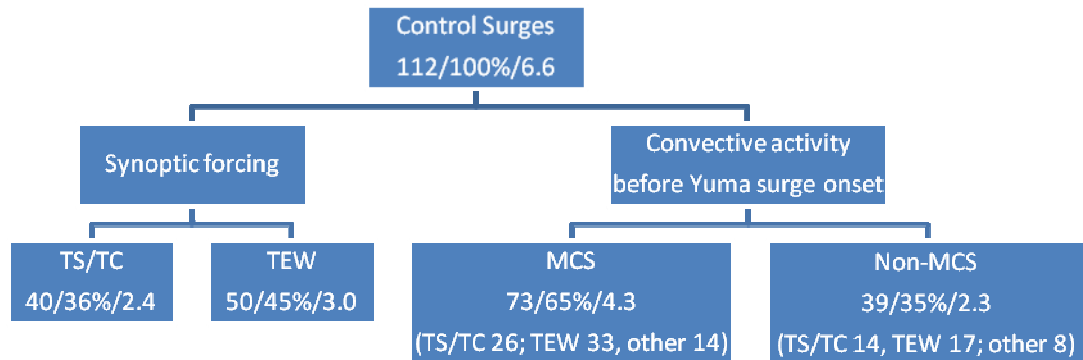 Control Surges
112/100%/6.6
Synoptic forcing
Convective activity
before Yuma surge onset
TS/TC
40/36%/2.4
TEW
50/45%/3.0
MCS
73/65%/4.3
(TS/TC 26; TEW 33, other 14)
Non-MCS
39/35%/2.3
(TS/TC 14, TEW 17; other 8)